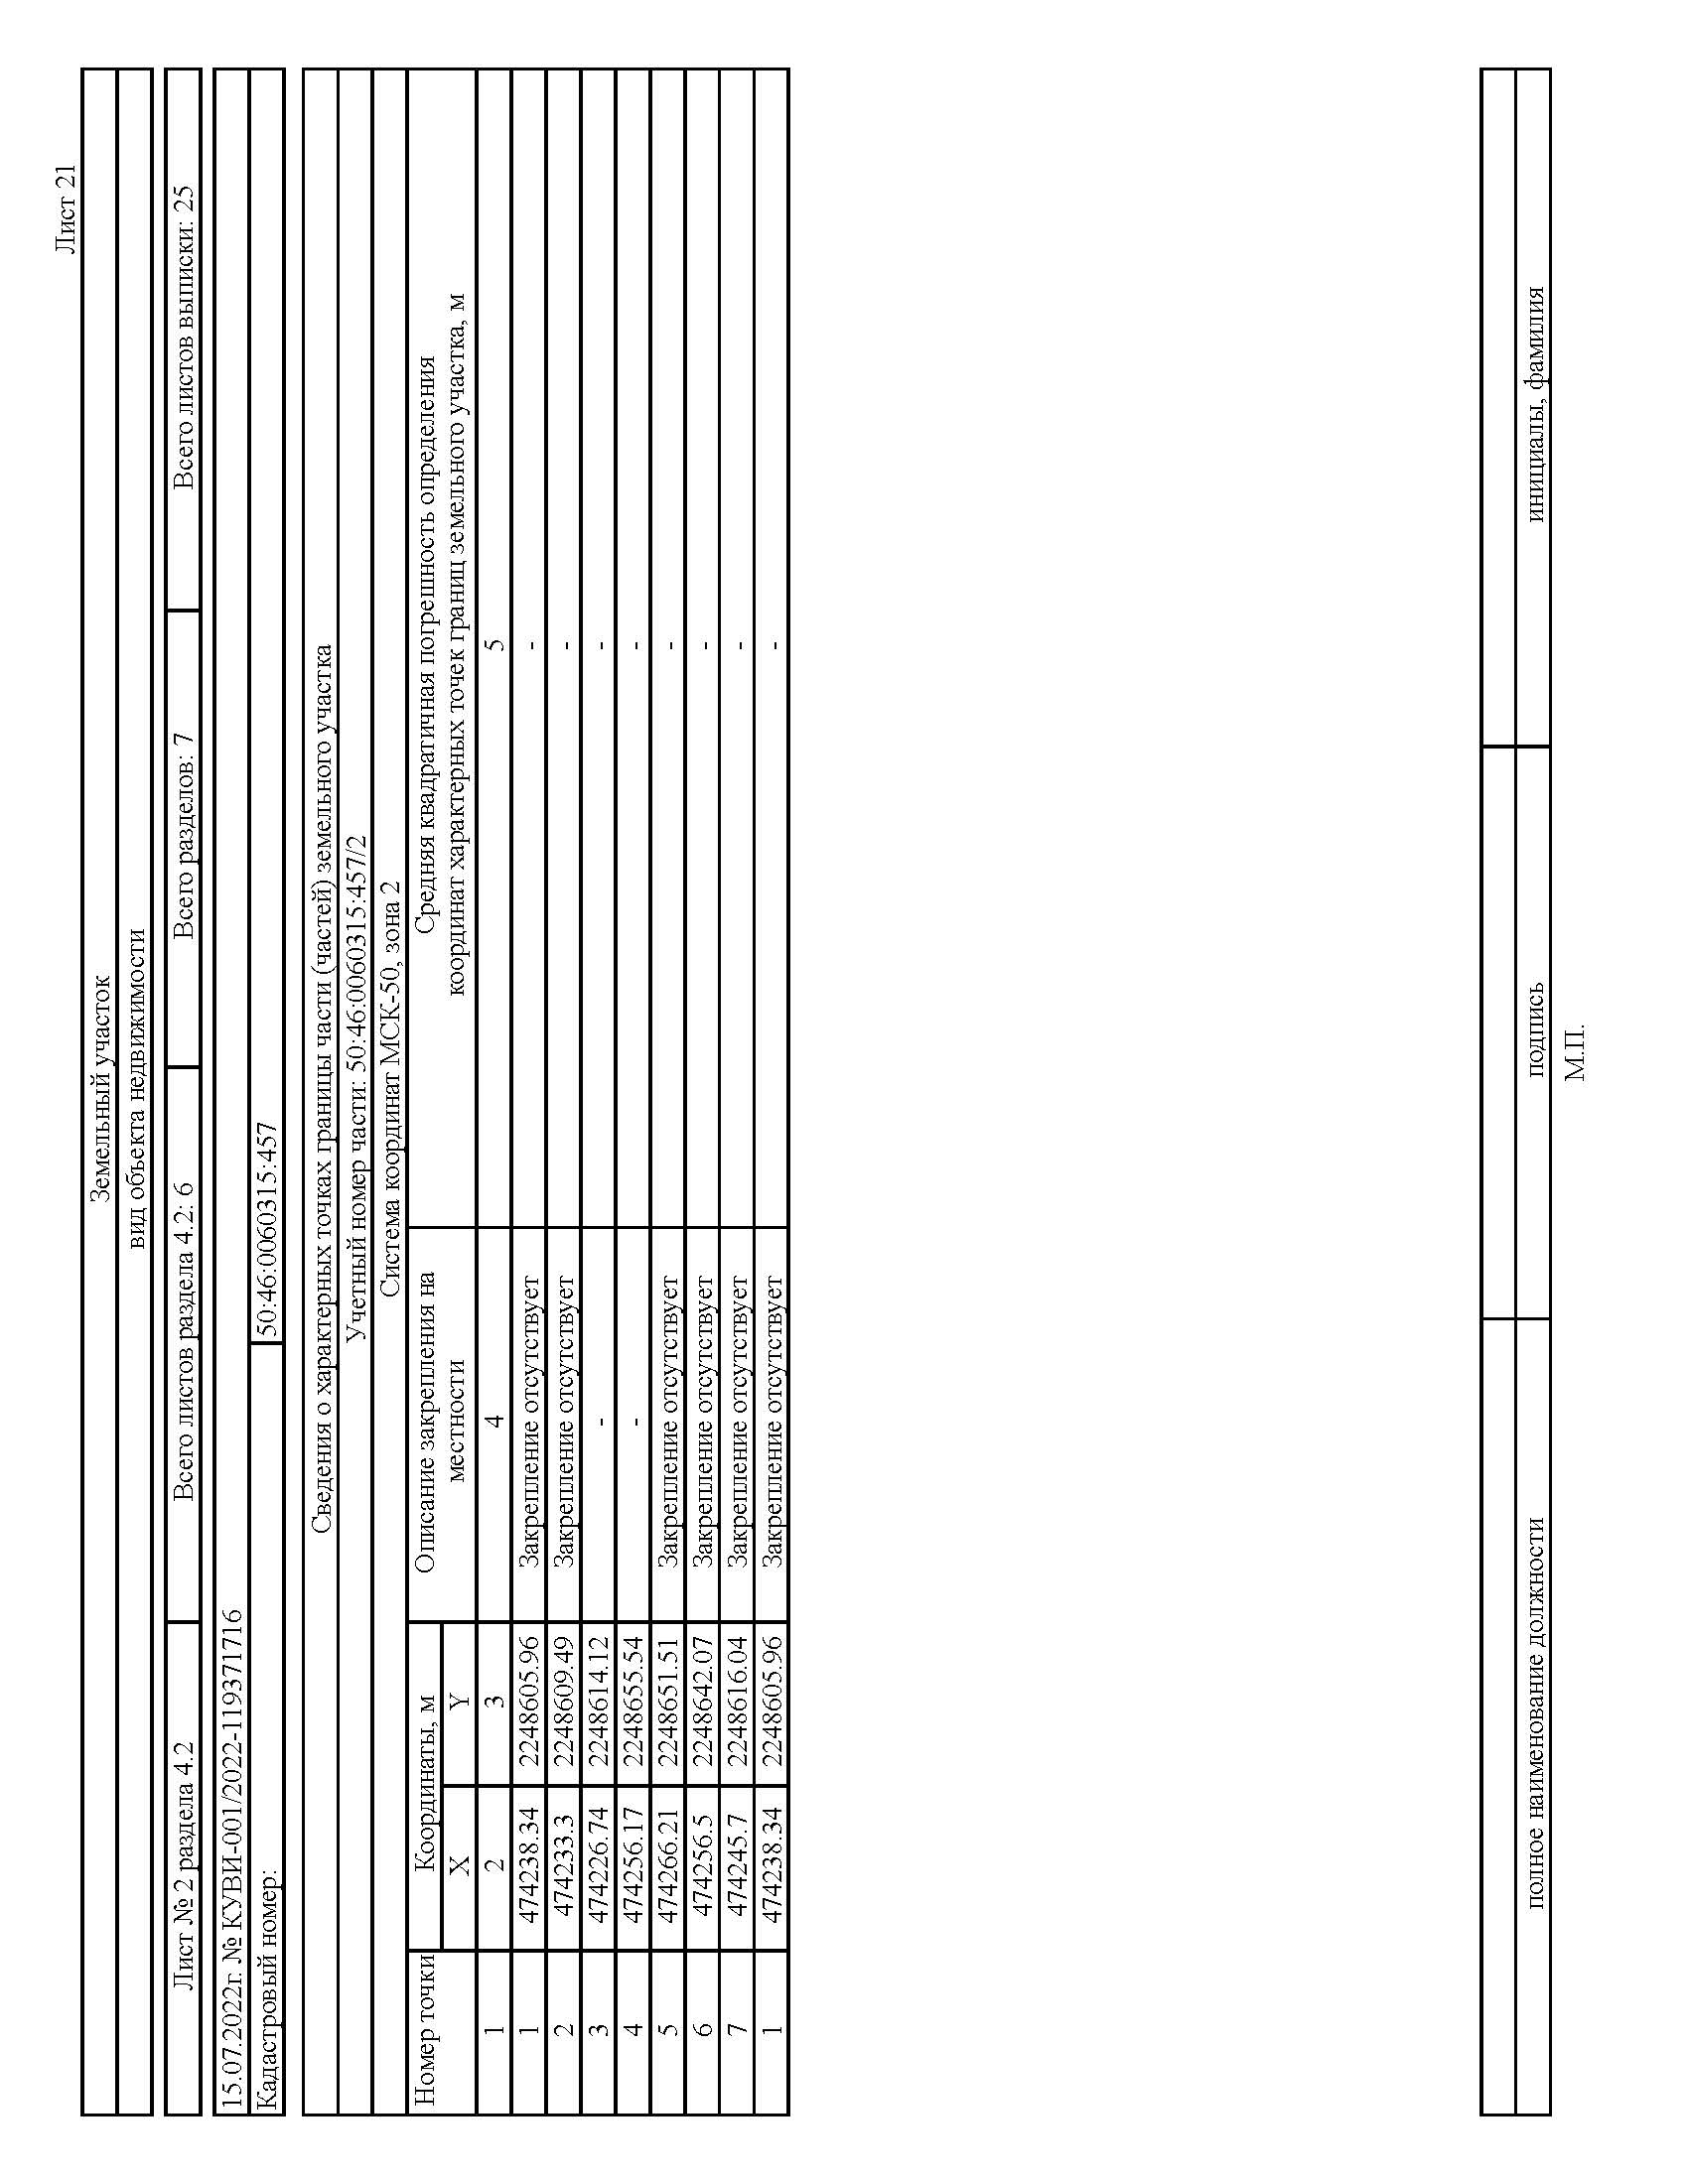 Лист 21
Земельный участок
вид объекта недвижимости
Лист № 2 раздела 4.2 Всего листов раздела 4.2: 6 Всего разделов: 7 Всего листов выписки: 25
15.07.2022г. № КУВИ-001/2022-119371716
Кадастровый номер: 50:46:0060315:457
Сведения о характерных точках границы части (частей) земельного участка
Учетный номер части: 50:46:0060315:457/2
Система координат МСК-50, зона 2
Номер точки Координаты, м Описание закрепления на Средняя квадратичная погрешность определения
X Y местности координат характерных точек границ земельного участка, м
1 2 3 4 5
1 474238.34 2248605.96 Закрепление отсутствует -
2 474233.3 2248609.49 Закрепление отсутствует -
3 474226.74 2248614.12 - -
4 474256.17 2248655.54 - -
5 474266.21 2248651.51 Закрепление отсутствует -
6 474256.5 2248642.07 Закрепление отсутствует -
7 474245.7 2248616.04 Закрепление отсутствует -
1 474238.34 2248605.96 Закрепление отсутствует -
полное наименование должности подпись инициалы, фамилия
М.П.